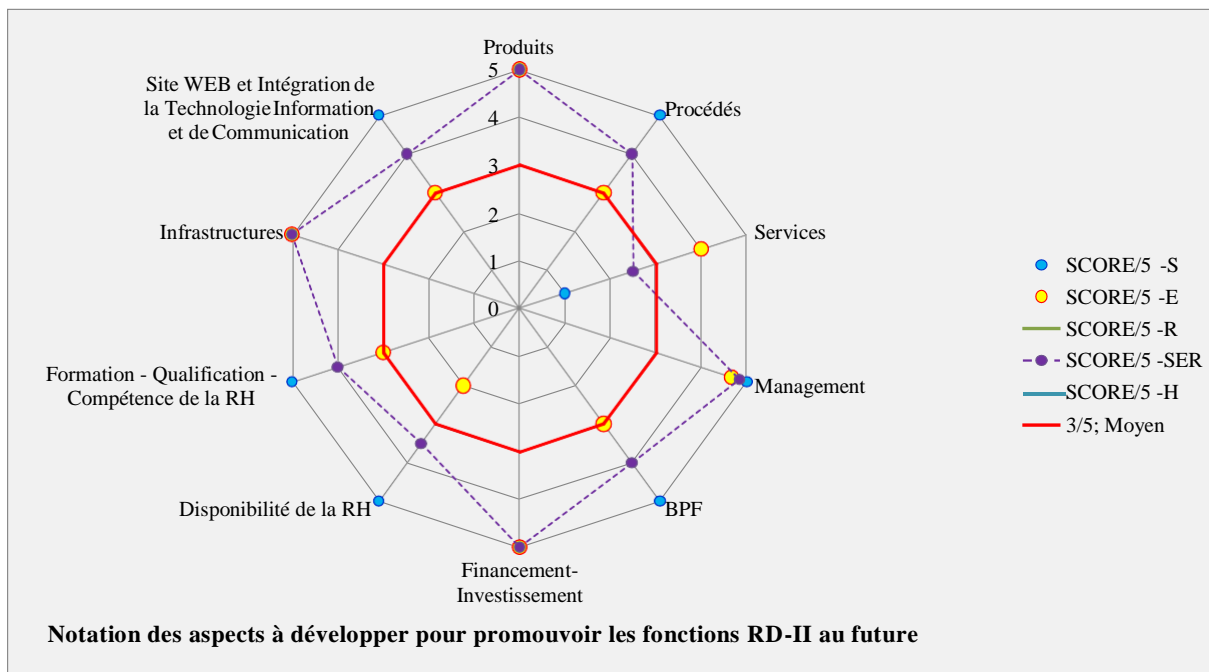 Produits
Site WEB et Intégration de
la Technologie Information
et de Communication
Procédés
5
4
3
2
1
0
Infrastructures
Services
Formation - Qualification -
Compétence de la RH
Management
Disponibilité de la RH
BPF
Financement-
Investissement
SCORE/5 -S
SCORE/5 -E
SCORE/5 -R
SCORE/5 -SER
SCORE/5 -H
3/5; Moyen
Notation des aspects à développer pour promouvoir les fonctions RD-II au future